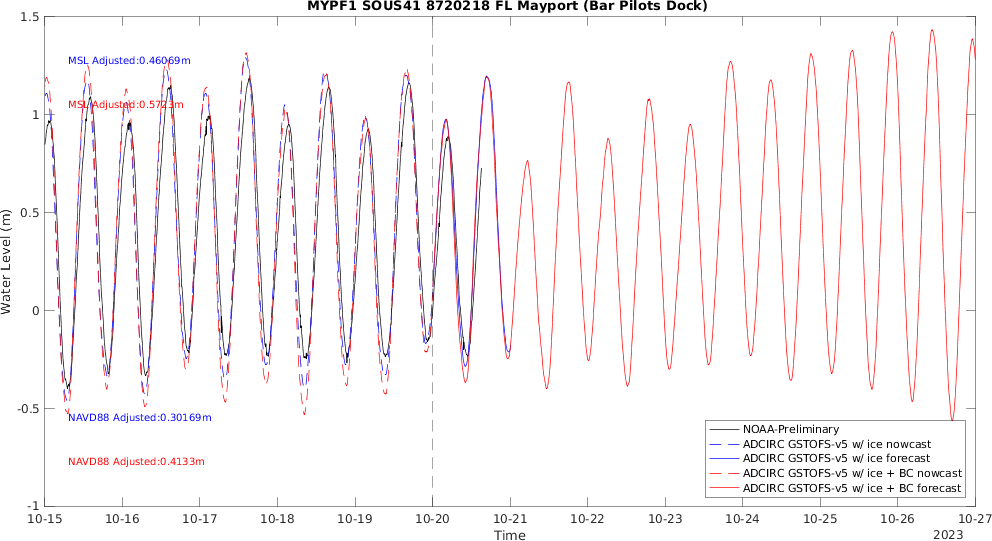 MYPF1 SOUS41 8720218 FL Mayport (Bar Pilots Dock)
1.5
1
0.5
0
-0.5
-1
Water Level (m)
MSL Adjusted:0.46069m
MSL Adjusted:0.5723m
NAVD88 Adjusted:0.30169m
NAVD88 Adjusted:0.4133m
NOAA-Preliminary
ADCIRC GSTOFS-v5 w/ ice nowcast
ADCIRC GSTOFS-v5 w/ ice forecast
ADCIRC GSTOFS-v5 w/ ice + BC nowcast
ADCIRC GSTOFS-v5 w/ ice + BC forecast
10-15 10-16 10-17 10-18 10-19 10-20 10-21 10-22 10-23 10-24 10-25 10-26 10-27
Time
2023